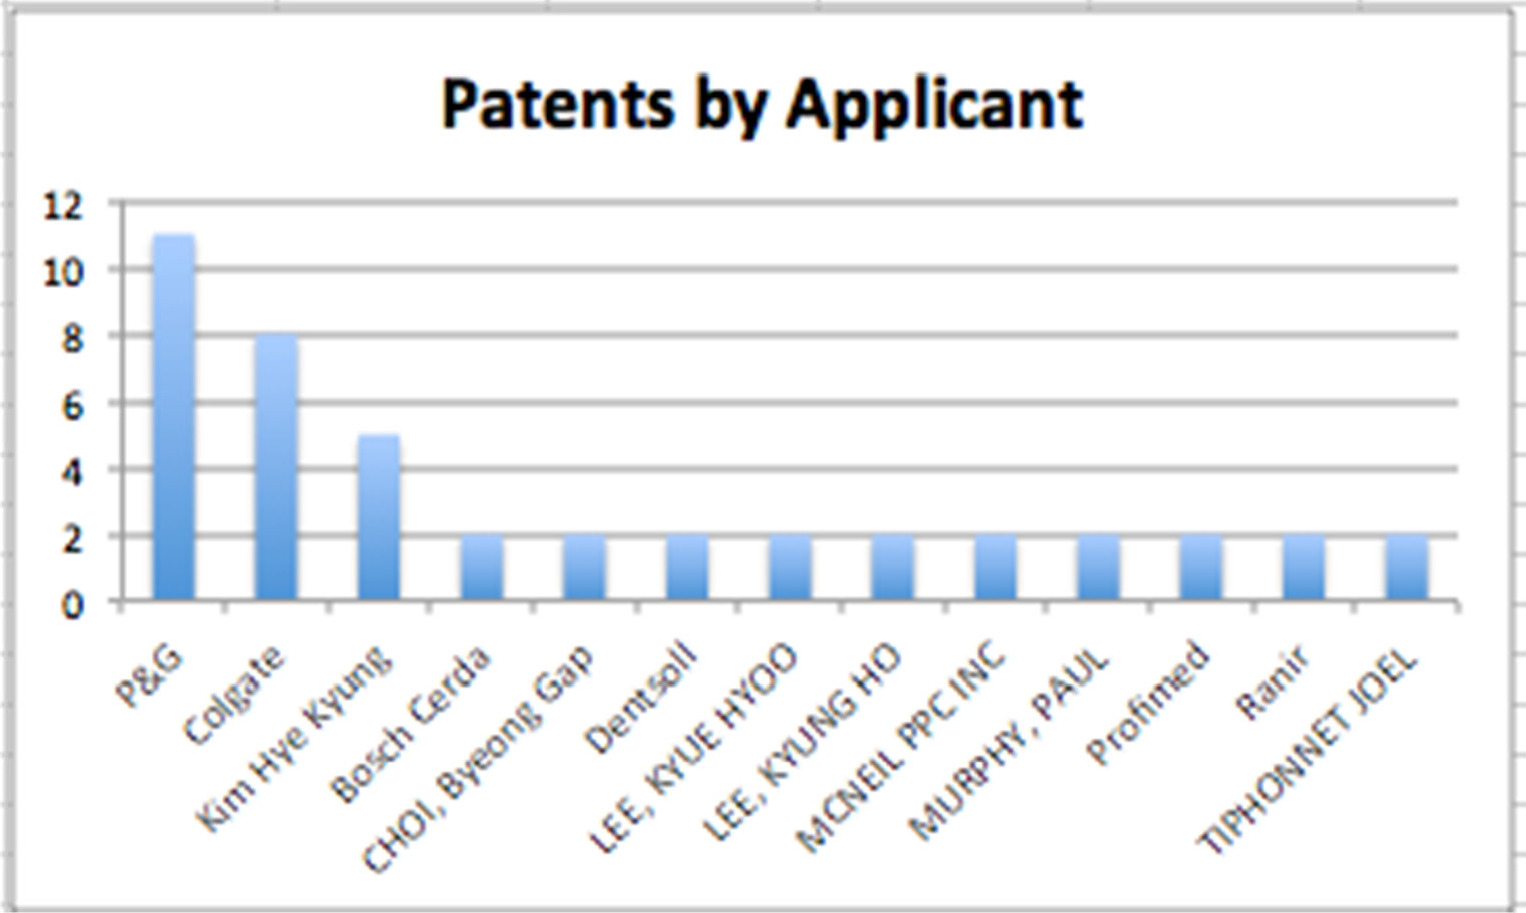 Patents by Applicant
12
10
8
6
4
2
0
P&G
Colgate
Kim Hye Kyung
Bosch Cerda
CHOI, Byeong Gap
Dentsoll
LEE, KYUE HYOO
LEE, KYUNG HO
MCNEIL PPC INC
MURPHY, PAUL
Profimed
Ranir
TIPHONNET JOEL